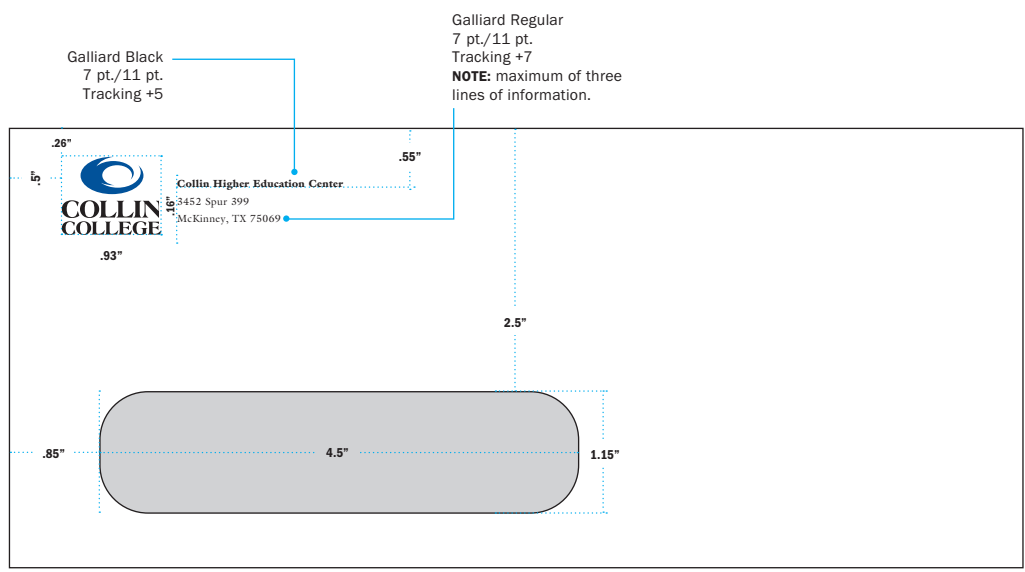 Galliard Regular
7 pt./11 pt.
Tracking +7
NOTE: maximum of three
lines of information.
Galliard Black
7 pt./11 pt.
Tracking +5
.26”
.5”
.55”
COLLIN
COLLEGE
.16”
Collin Higher Education Center
3452 Spur 399
McKinney, TX 75069
.93”
2.5”
.85”
4.5”
1.15”